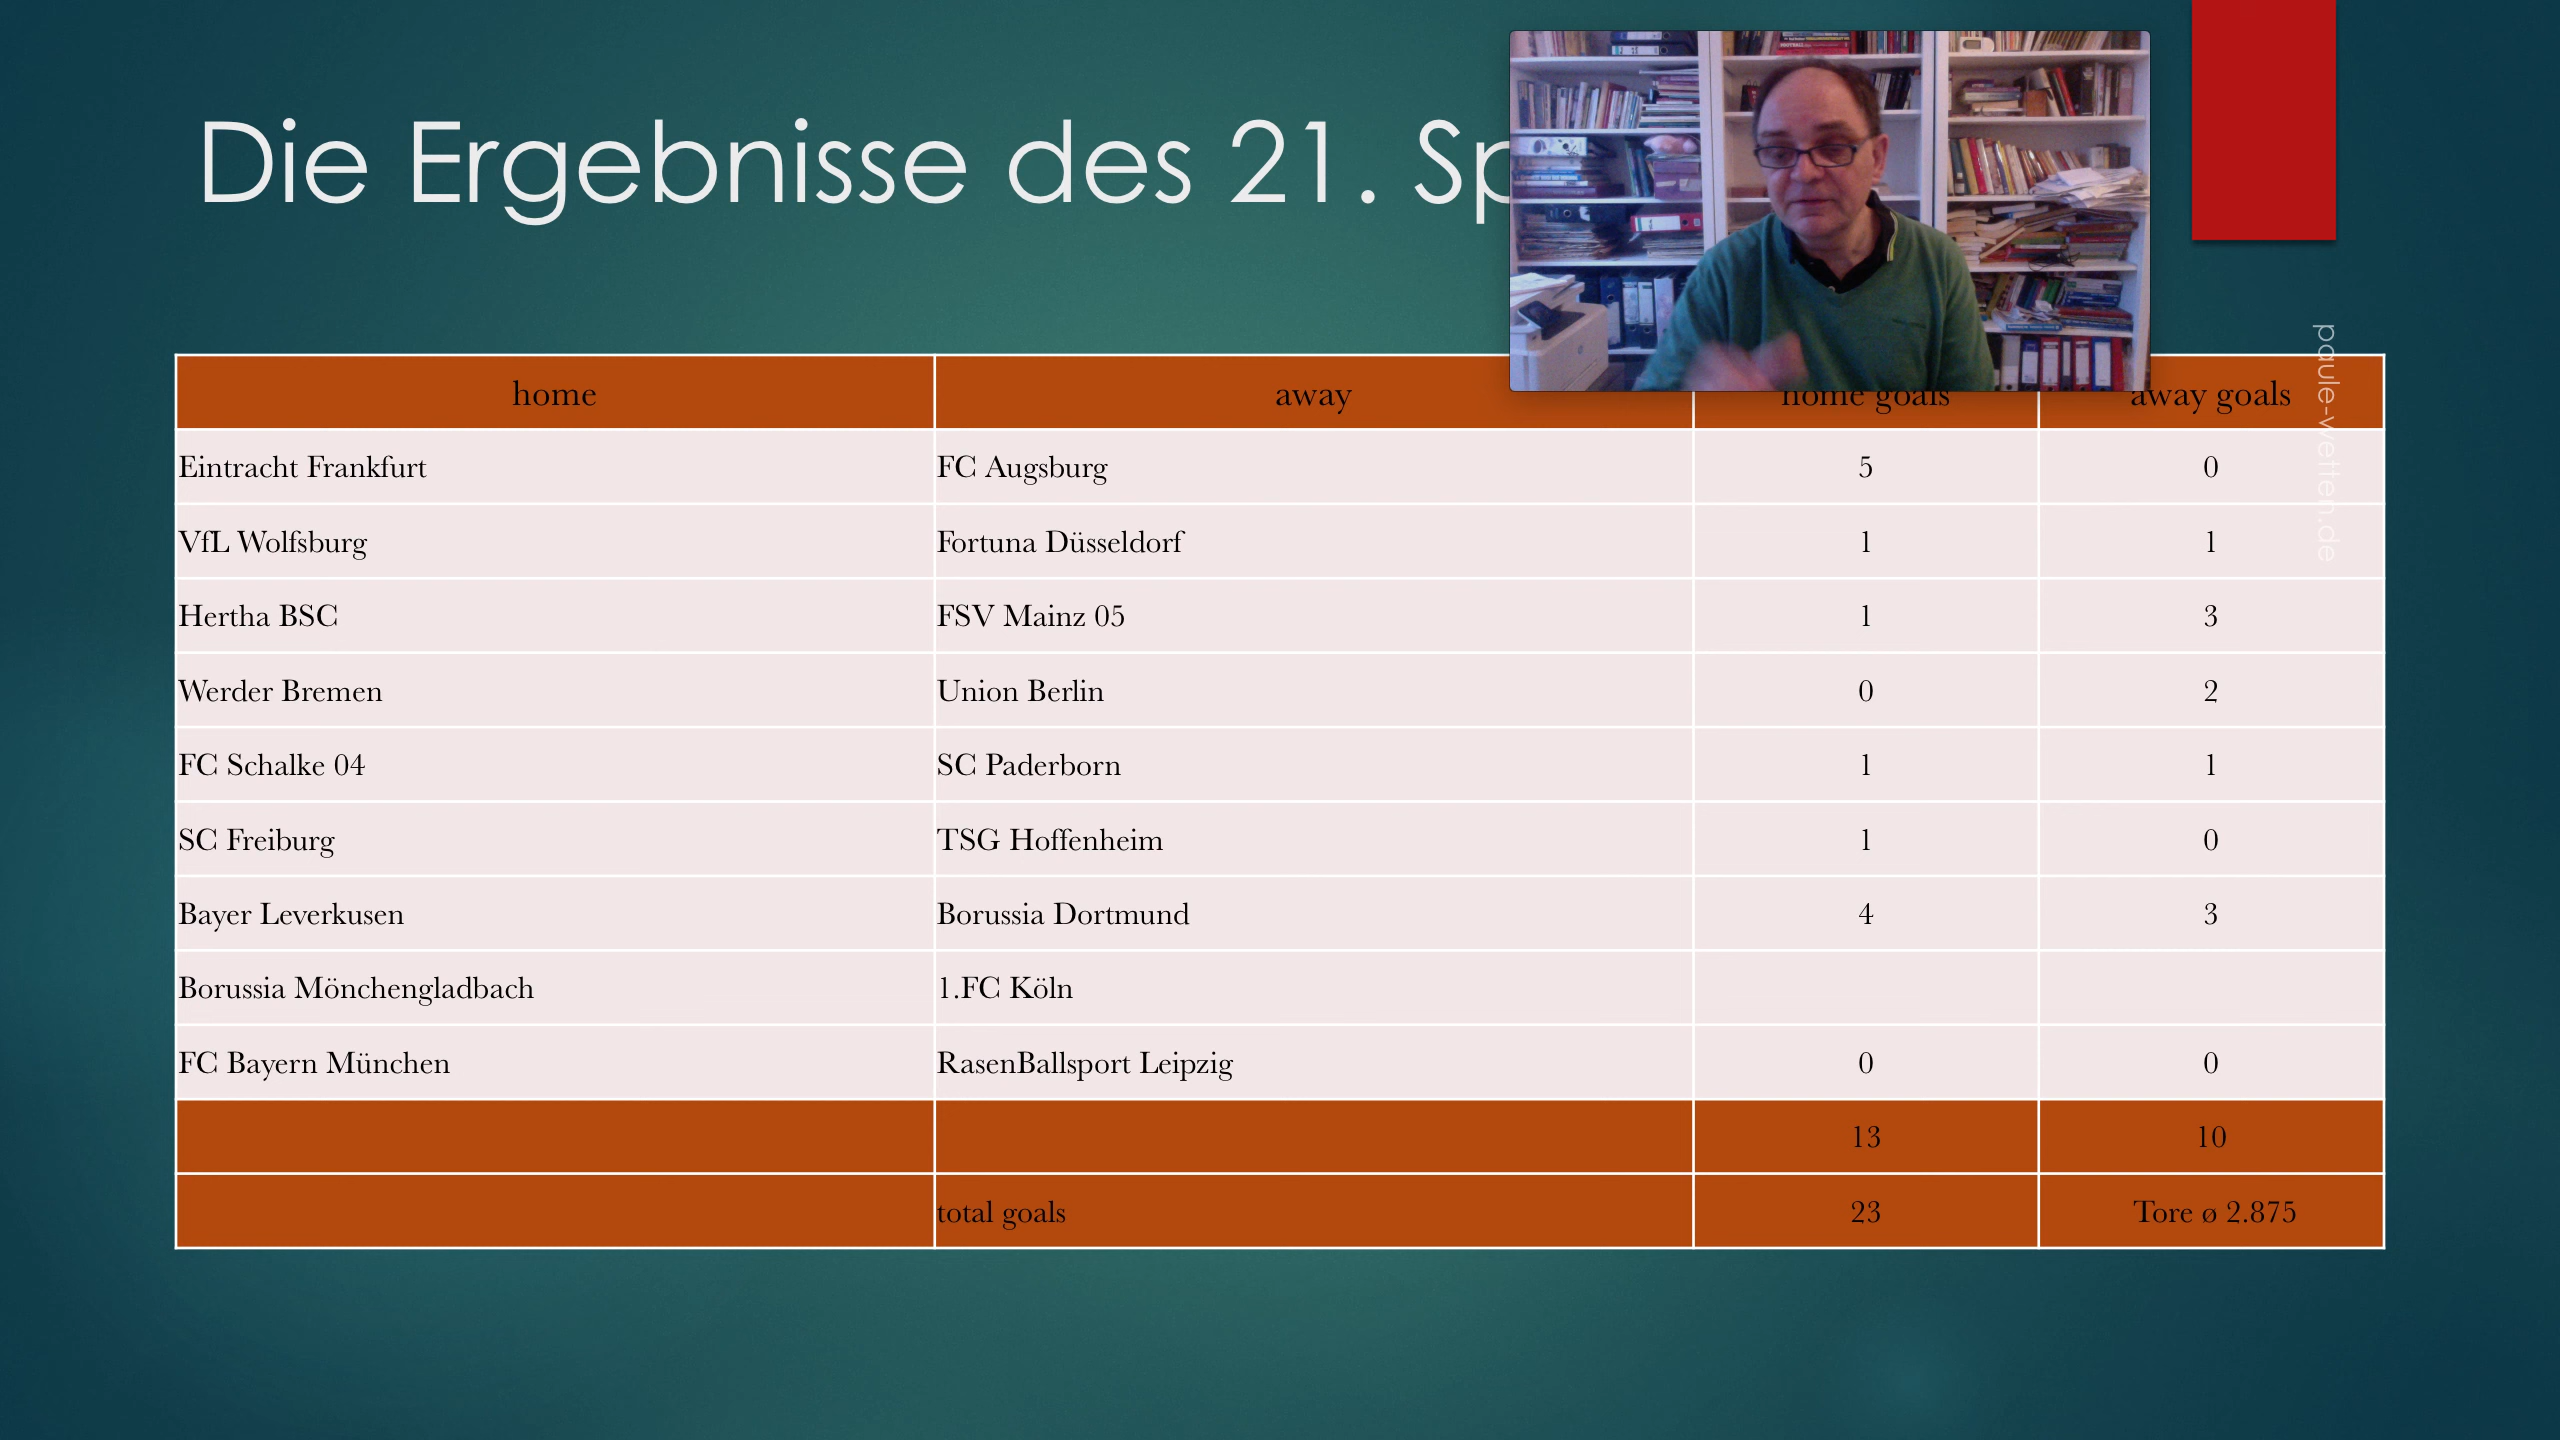 Die Ergebnisse des 21. Sp
home away home goals away goals
Eintracht Frankfurt FC Augsburg 5 0
VfL Wolfsburg Fortuna Düsseldorf 1 1
Hertha BSC FSV Mainz 05 1 3
Werder Bremen Union Berlin 0 2
FC Schalke 04 SC Paderborn 1 1
SC Freiburg TSG Hoffenheim 1 0
Bayer Leverkusen Borussia Dortmund 4 3
Borussia Mönchengladbach 1.FC Köln
FC Bayern München RasenBallsport Leipzig 0 0
13 10
total goals 23 Tore ø 2.875
paule-wetten.de